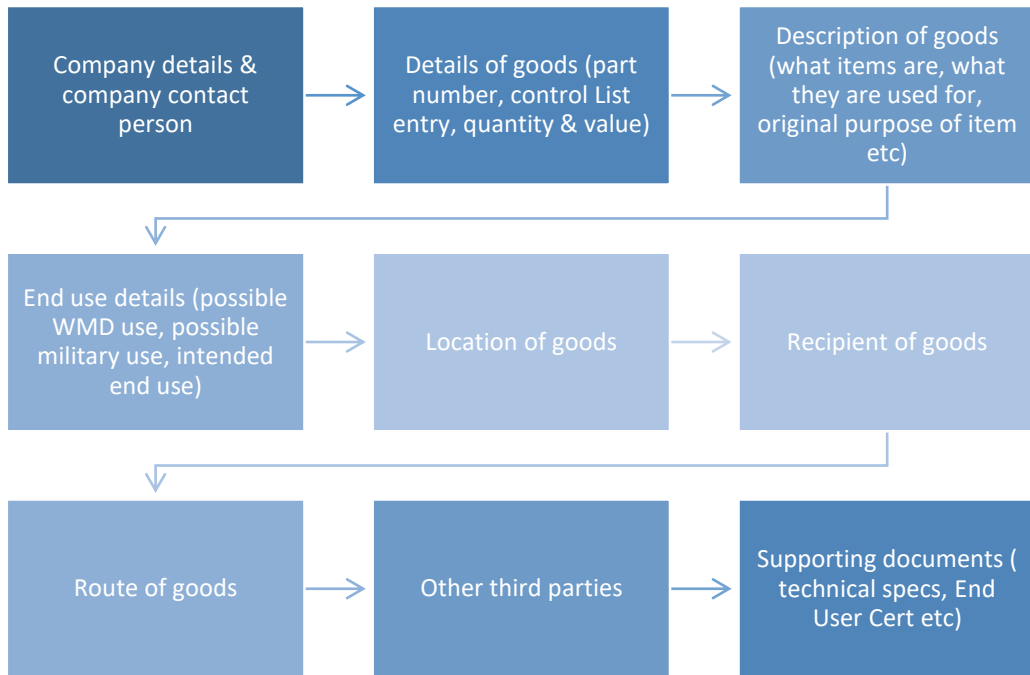 Company details &
company contact
person
Details of goods (part
number, control List
entry, quantity & value)
Description of goods
(what items are, what
they are used for,
original purpose of item
etc)
End use details (possible
WMD use, possible
military use, intended
end use)
Location of goods
Recipient of goods
Route of goods
Other third parties
Supporting documents (
technical specs, End
User Cert etc)